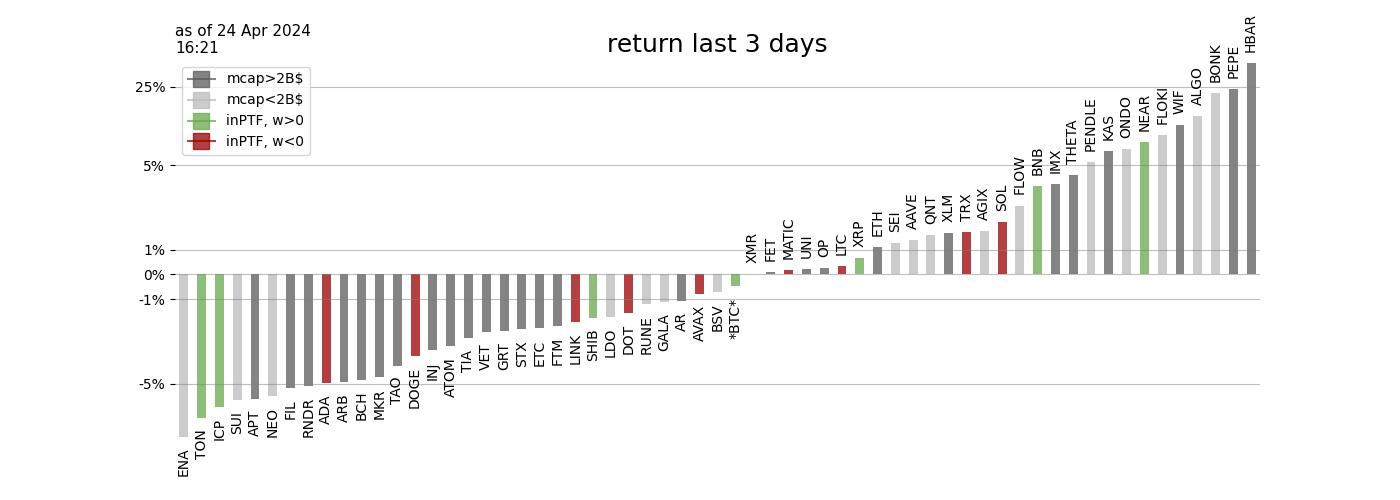 as of 24 Apr 2024
16:21
return last 3 days
mcap>2B$
mcap<2B$
inPTF, w>0
inPTF, w<0
25%
5%
1%
0%
-1%
-5%
ENA
TON
ICP
SUI
APT
NEO
FIL
RNDR
ADA
ARB
BCH
MKR
TAO
DOGE
INJ
ATOM
TIA
VET
GRT
STX
ETC
FTM
LINK
SHIB
LDO
DOT
RUNE
GALA
AR
AVAX
BSV
*BTC*
XMR
FET
MATIC
UNI
OP
LTC
XRP
ETH
SEI
AAVE
QNT
XLM
TRX
AGIX
SOL
FLOW
BNB
IMX
THETA
PENDLE
KAS
ONDO
NEAR
FLOKI
WIF
ALGO
BONK
PEPE
HBAR